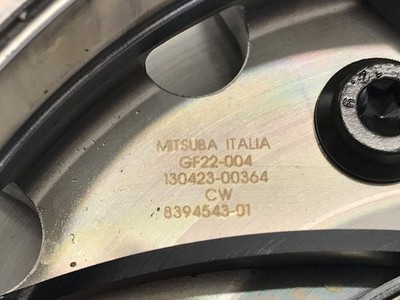 MITSUBA ITALIA
GF22-004
130423-00364
CW
8394543-01